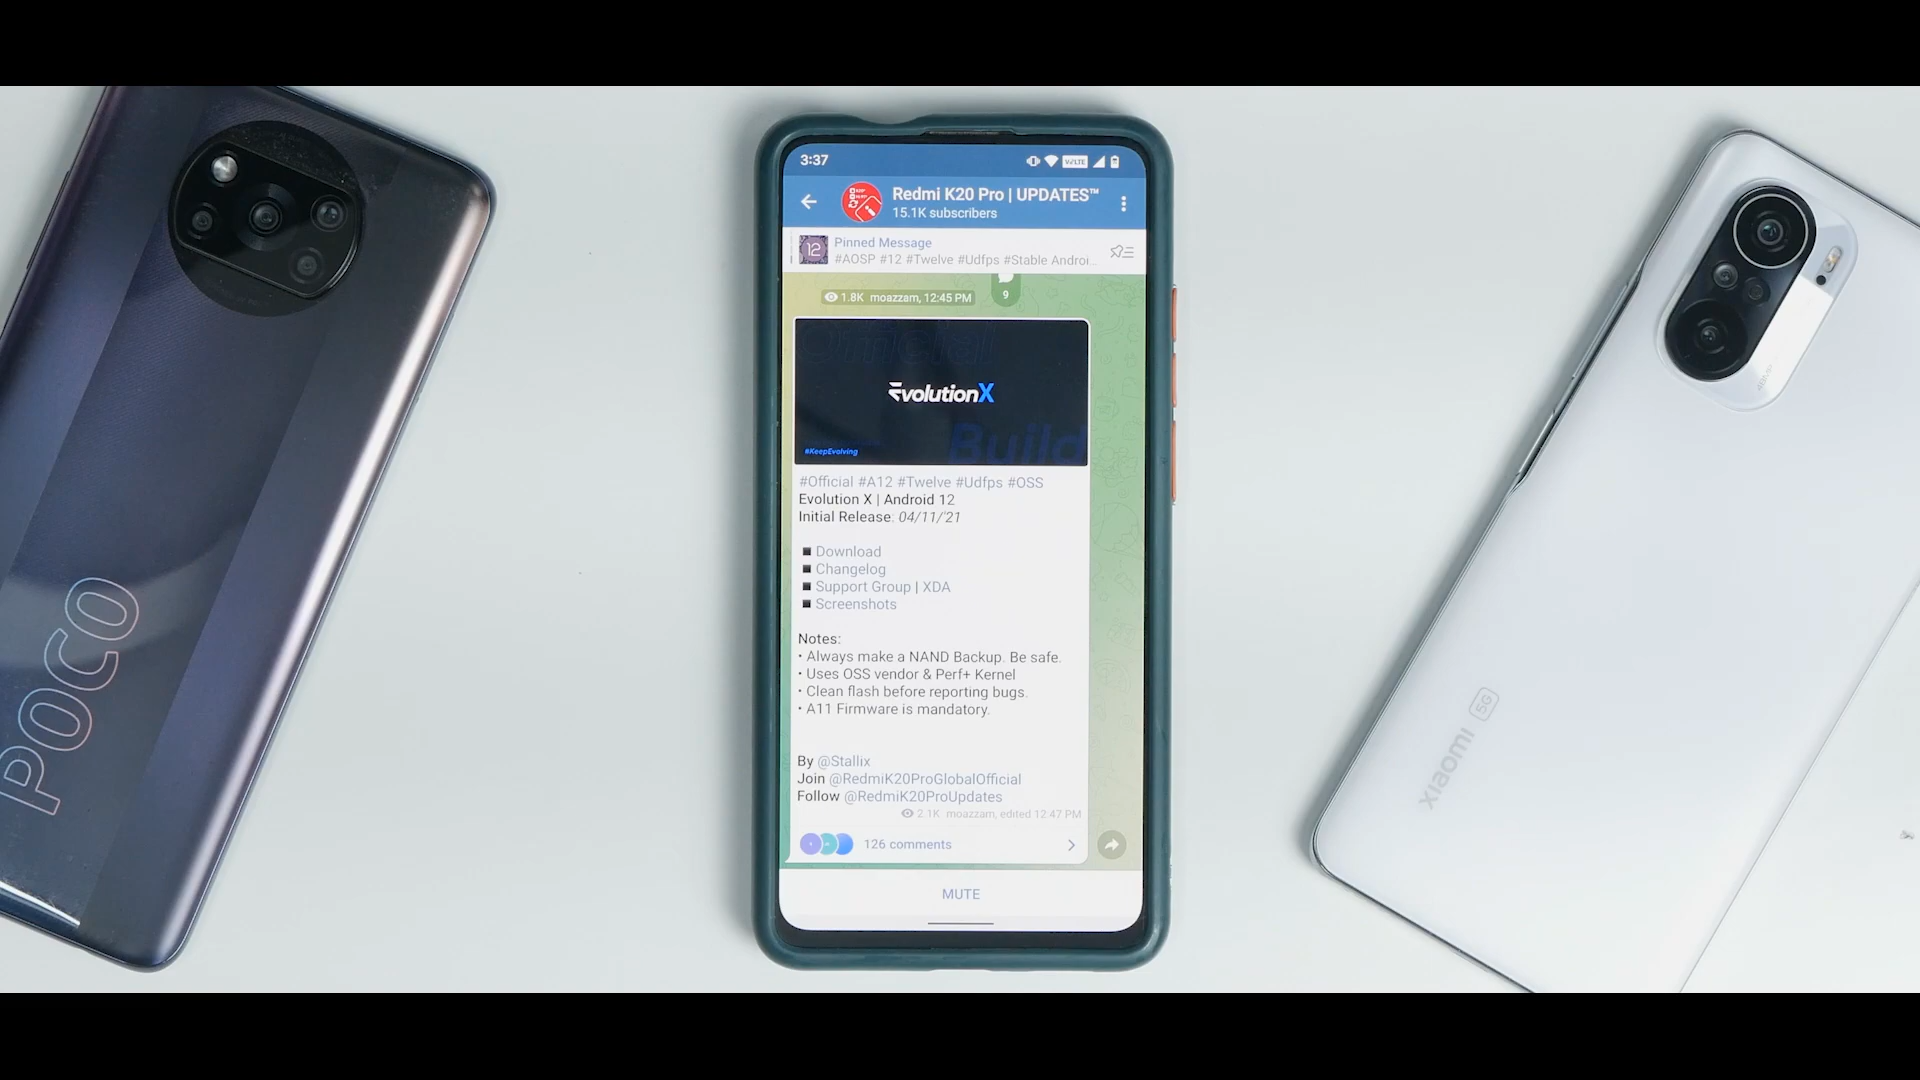 3:37
VoLTE
Redmi K20 Pro | UPDATES™
15.1K subscribers
Pinned Message
12
#AOSP #12 #Twelve #Udfps #Stable Androi...
1.8K moazzam, 12:45 PM
9
Official
EvolutionX
Build
#KeepEvolving
#Official #A12 #Twelve #Udfps #OSS
Evolution X | Android 12
Initial Release: 04/11/'21
Download
Changelog
Support Group | XDA
Screenshots
Notes:
• Always make a NAND Backup. Be safe.
• Uses OSS vendor & Perf+ Kernel
• Clean flash before reporting bugs.
• A11 Firmware is mandatory.
By @Stallix
Join @RedmiK20ProGlobalOfficial
Follow @RedmiK20ProUpdates
2.1K moazzam, edited 12:47 PM
126 comments
MUTE
POCO
Xiaomi 5G